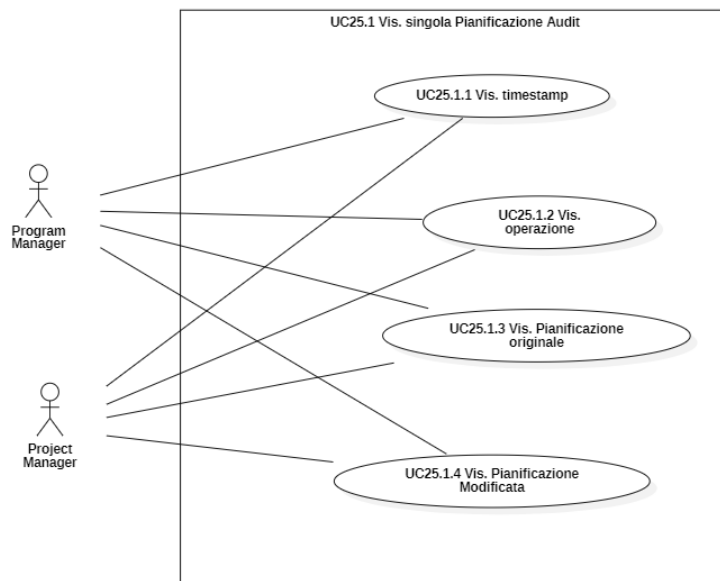 UC25.1 Vis. singola Pianificazione Audit
UC25.1.1 Vis. timestamp
Program
Manager
UC25.1.2 Vis.
operazione
UC25.1.3 Vis. Pianificazione
originale
Project
Manager
UC25.1.4 Vis. Pianificazione
Modificata